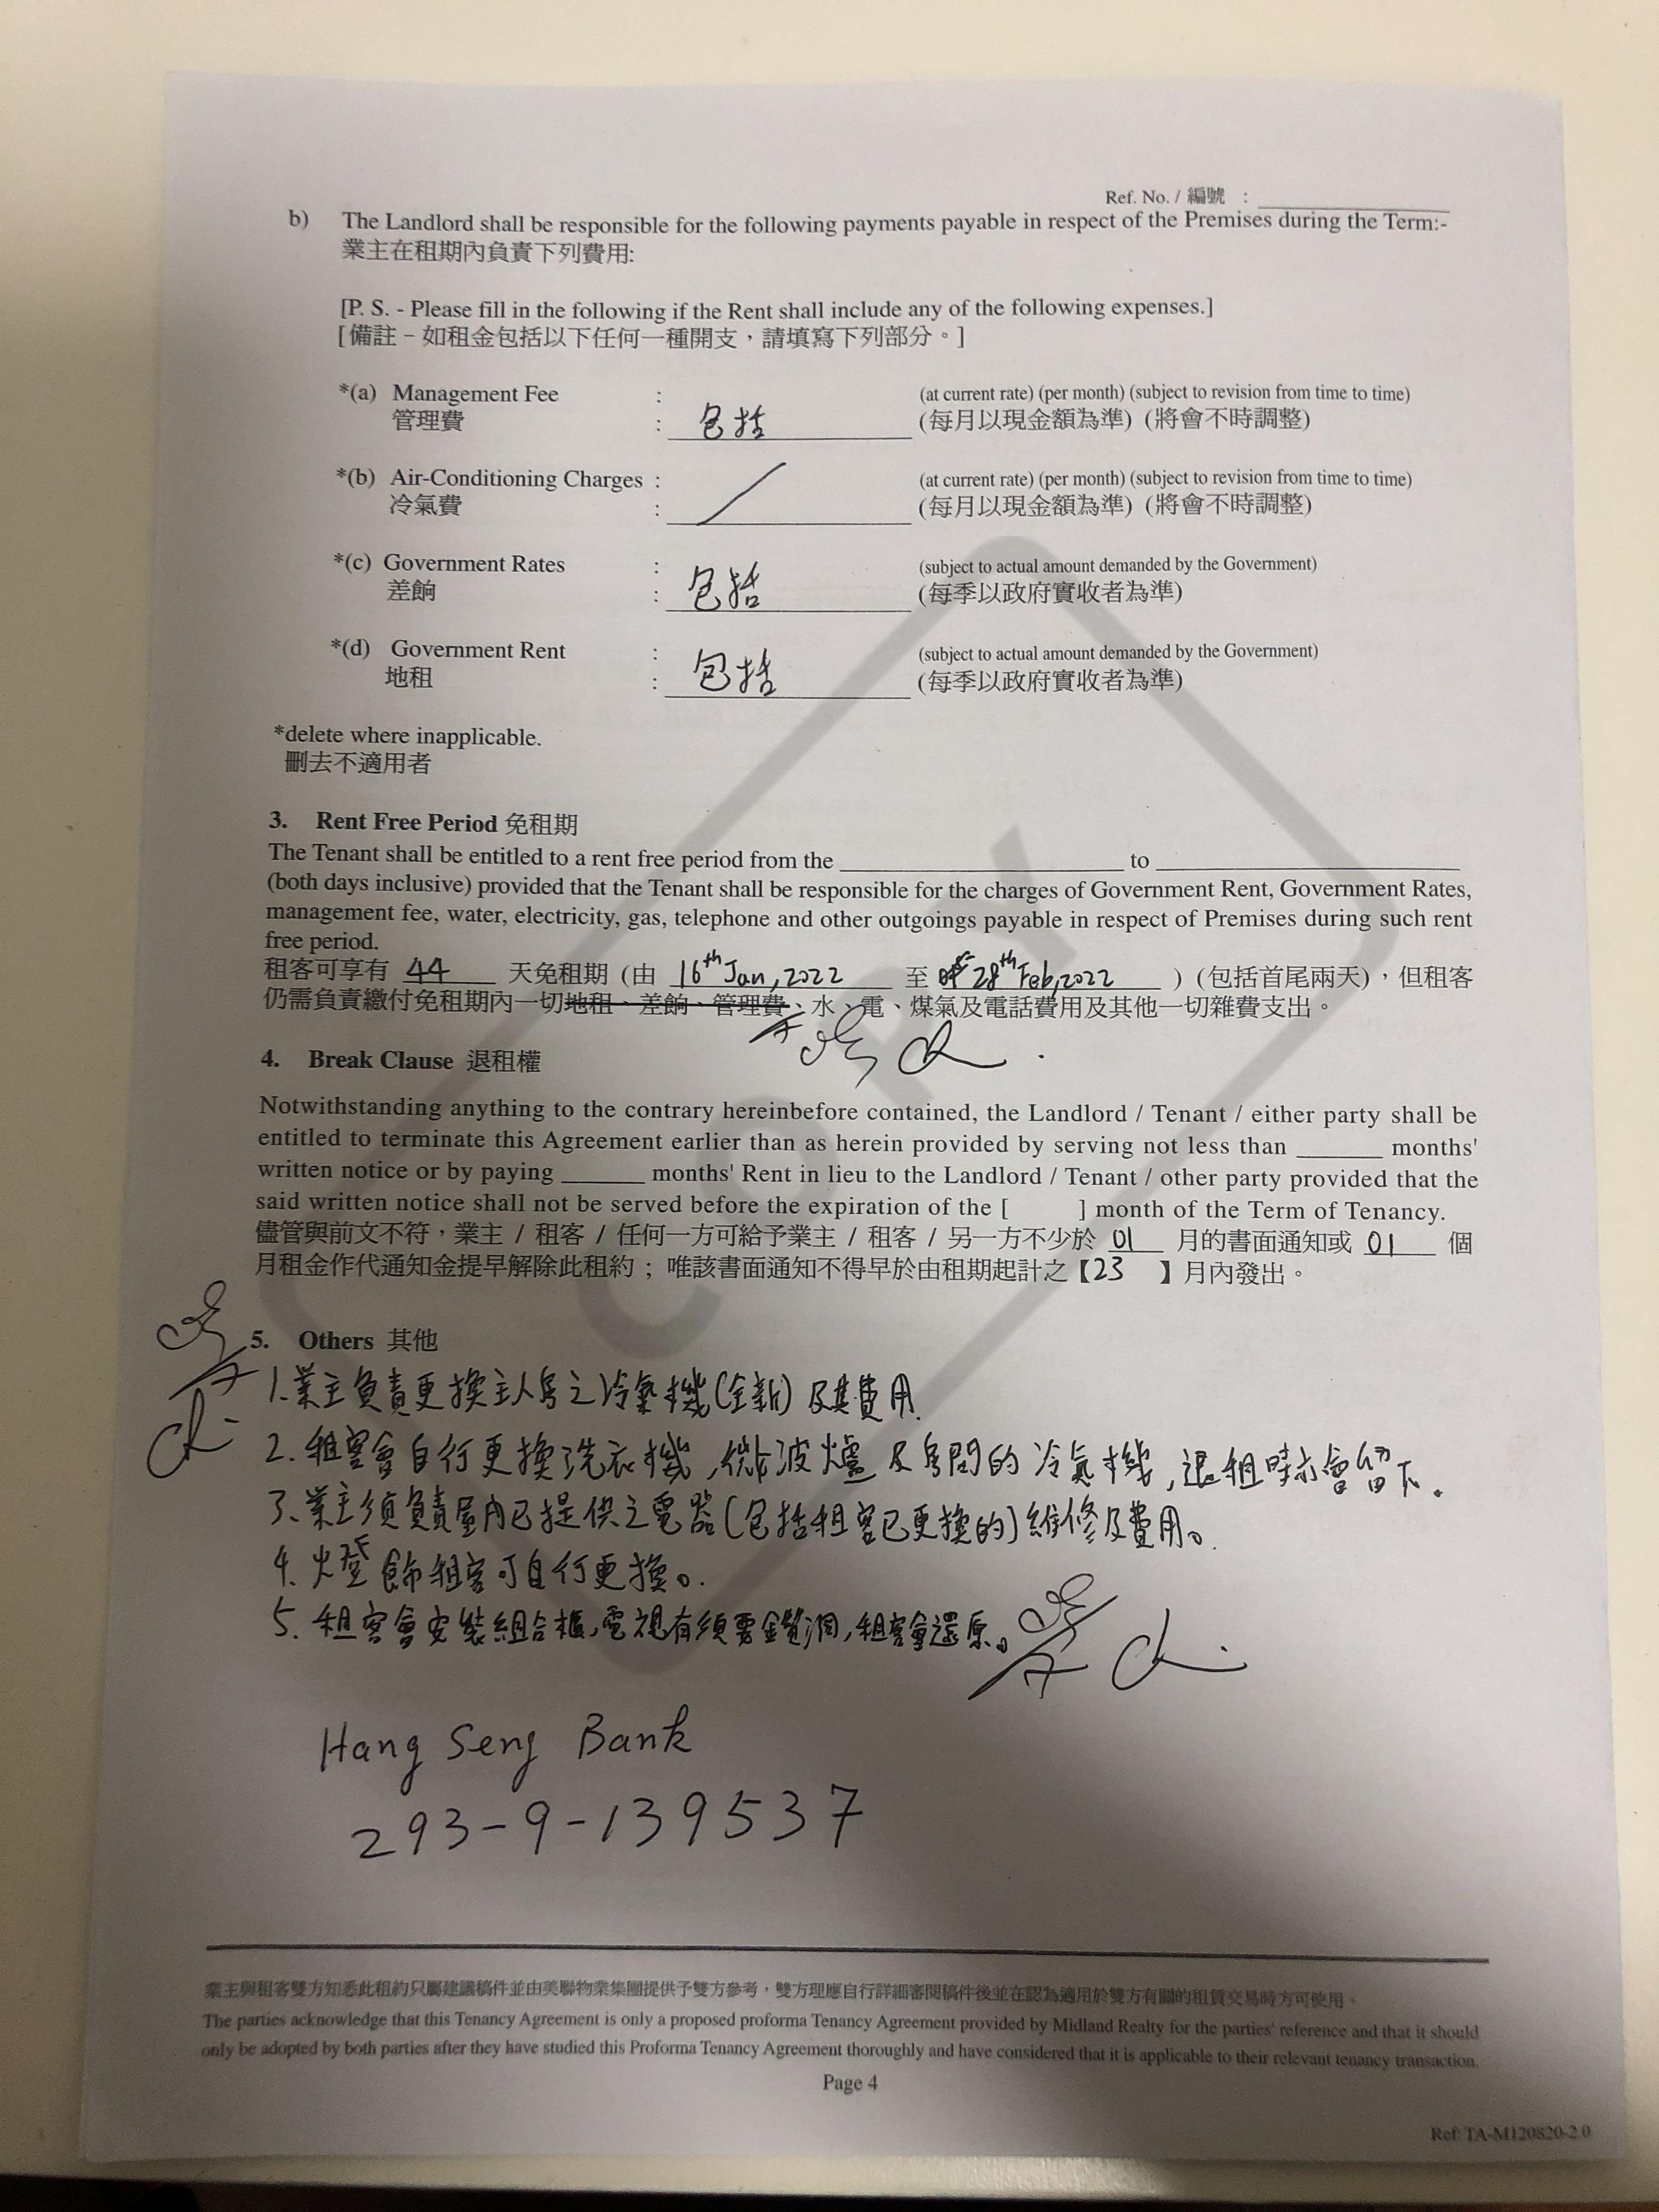 Ref. No. / 編號 :
b) The Landlord shall be responsible for the following payments payable in respect of the Premises during the Term:-
業主在租期內負責下列費用:
[P. S. - Please fill in the following if the Rent shall include any of the following expenses.]
[備註 – 如租金包括以下任何一種開支，請填寫下列部分。]
*(a) Management Fee : (at current rate) (per month) (subject to revision from time to time)
管理費 : 包括 (每月以現金額為準) (將會不時調整)
*(b) Air-Conditioning Charges : (at current rate) (per month) (subject to revision from time to time)
冷氣費 : / (每月以現金額為準) (將會不時調整)
*(c) Government Rates : (subject to actual amount demanded by the Government)
差餉 : 包括 (每季以政府實收者為準)
*(d) Government Rent : (subject to actual amount demanded by the Government)
地租 : 包括 (每季以政府實收者為準)
*delete where inapplicable.
刪去不適用者
3. Rent Free Period 免租期
The Tenant shall be entitled to a rent free period from the ________ to ________
(both days inclusive) provided that the Tenant shall be responsible for the charges of Government Rent, Government Rates,
management fee, water, electricity, gas, telephone and other outgoings payable in respect of Premises during such rent
free period.
租客可享有 44 天免租期 (由 16th Jan, 2022 至 28th Feb, 2022 ) (包括首尾兩天)，但租客
仍需負責繳付免租期內一切地租、差餉、管理費、水、電、煤氣及電話費用及其他一切雜費支出。
4. Break Clause 退租權
Notwithstanding anything to the contrary hereinbefore contained, the Landlord / Tenant / either party shall be
entitled to terminate this Agreement earlier than as herein provided by serving not less than ______ months'
written notice or by paying ______ months' Rent in lieu to the Landlord / Tenant / other party provided that the
said written notice shall not be served before the expiration of the [ ] month of the Term of Tenancy.
儘管與前文不符，業主 / 租客 / 任何一方可給予業主 / 租客 / 另一方不少於 01 月的書面通知或 01 個
月租金作代通知金提早解除此租約；唯該書面通知不得早於由租期起計之【23 】月內發出。
5. Others 其他
1. 業主負責更換主人房之冷氣機(全新)及其費用.
2. 租客會自行更換洗衣機,微波爐及房間的冷氣機,退租時亦會留下。
3. 業主須負責屋內已提供之電器(包括租客已更換的)維修及費用。
4. 燈飾租客可自行更換。
5. 租客會安裝組合櫃,電視有須要鑽洞,租客會還原。
Hang Seng Bank
293-9-139537
業主與租客雙方知悉此租約只屬建議稿件並由美聯物業集團提供予雙方參考，雙方理應自行詳細審閱稿件後並在認為適用於雙方有關的租賃交易時方可使用。
The parties acknowledge that this Tenancy Agreement is only a proposed proforma Tenancy Agreement provided by Midland Realty for the parties' reference and that it should
only be adopted by both parties after they have studied this Proforma Tenancy Agreement thoroughly and have considered that it is applicable to their relevant tenancy transaction.
Page 4
Ref: TA-M120820-2.0
COPY